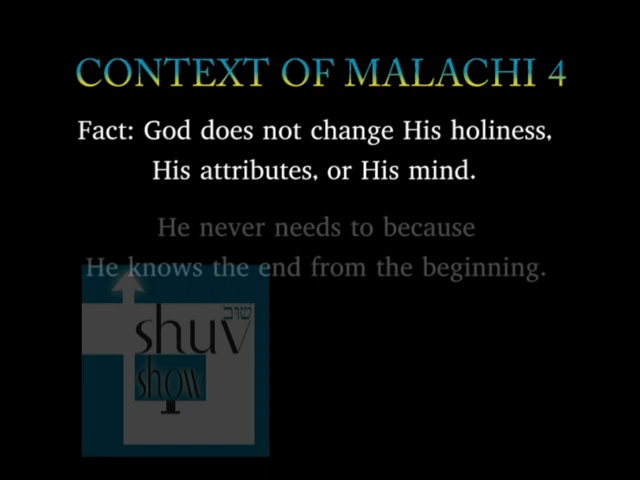 CONTEXT OF MALACHI 4
Fact: God does not change His holiness,
His attributes, or His mind.
He never needs to because
He knows the end from the beginning.
שוב
shuv
show